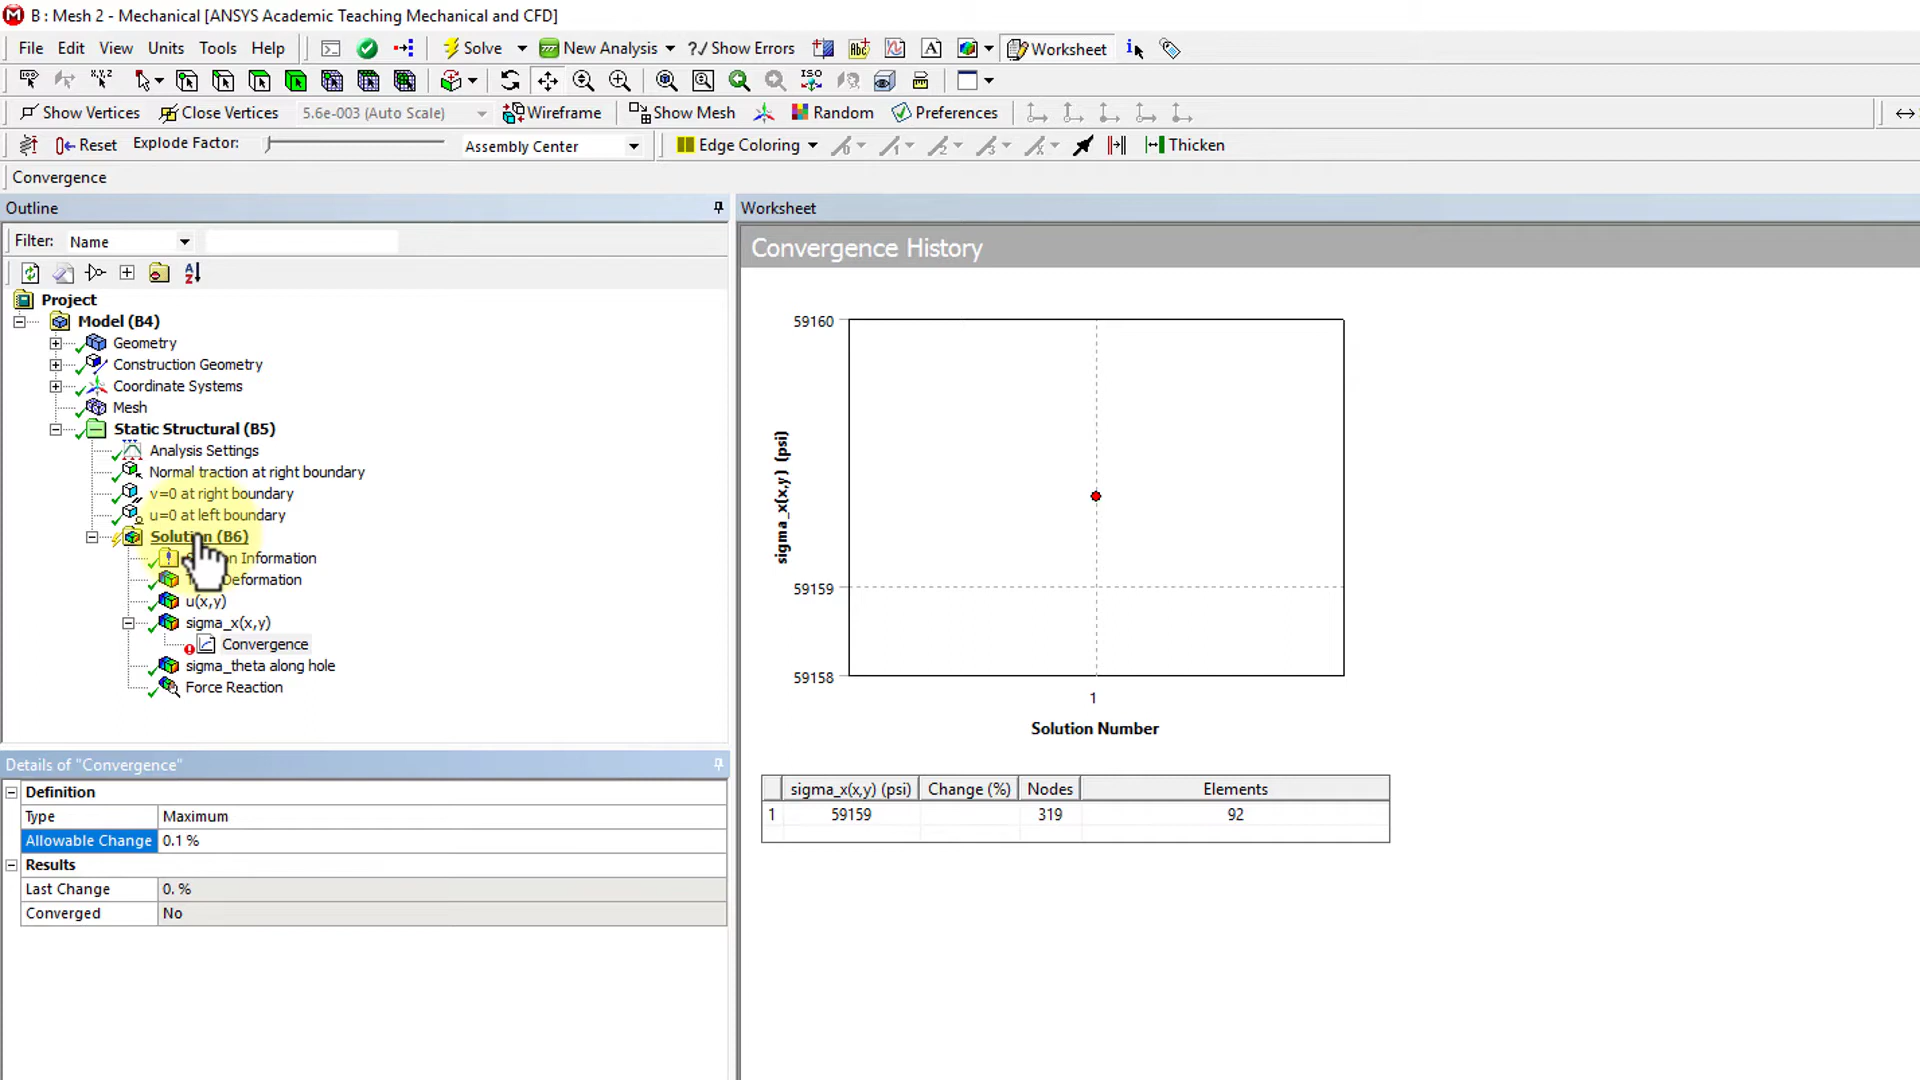 B : Mesh 2 - Mechanical [ANSYS Academic Teaching Mechanical and CFD]
File Edit View Units Tools Help Solve New Analysis ?/ Show Errors Worksheet
Show Vertices Close Vertices 5.6e-003 (Auto Scale) Wireframe Show Mesh Random Preferences
Reset Explode Factor: Assembly Center Edge Coloring Thicken
Convergence
Outline
Filter: Name
Project
Model (B4)
Geometry
Construction Geometry
Coordinate Systems
Mesh
Static Structural (B5)
Analysis Settings
Normal traction at right boundary
v=0 at right boundary
u=0 at left boundary
Solution (B6)
Information
Deformation
u(x,y)
sigma_x(x,y)
Convergence
sigma_theta along hole
Force Reaction
Details of "Convergence"
Definition
Type Maximum
Allowable Change 0.1 %
Results
Last Change 0. %
Converged No
Worksheet
Convergence History
59160
59159
59158
sigma_x(x,y) (psi)
1
Solution Number
sigma_x(x,y) (psi) Change (%) Nodes Elements
1 59159 319 92